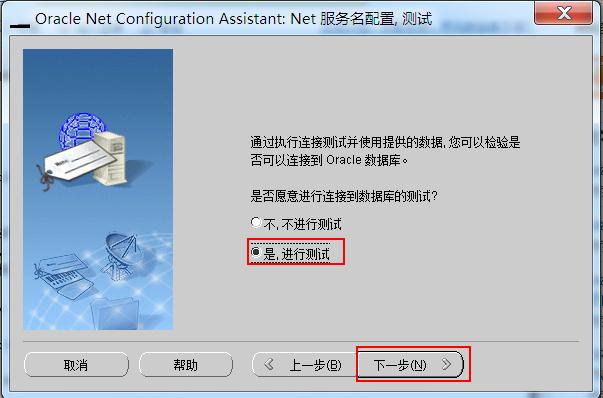 Oracle Net Configuration Assistant: Net 服务名配置, 测试
通过执行连接测试并使用提供的数据, 您可以检验是
否可以连接到 Oracle 数据库。
是否愿意进行连接到数据库的测试?
不, 不进行测试
是, 进行测试
取消
帮助
上一步(B)
下一步(N)